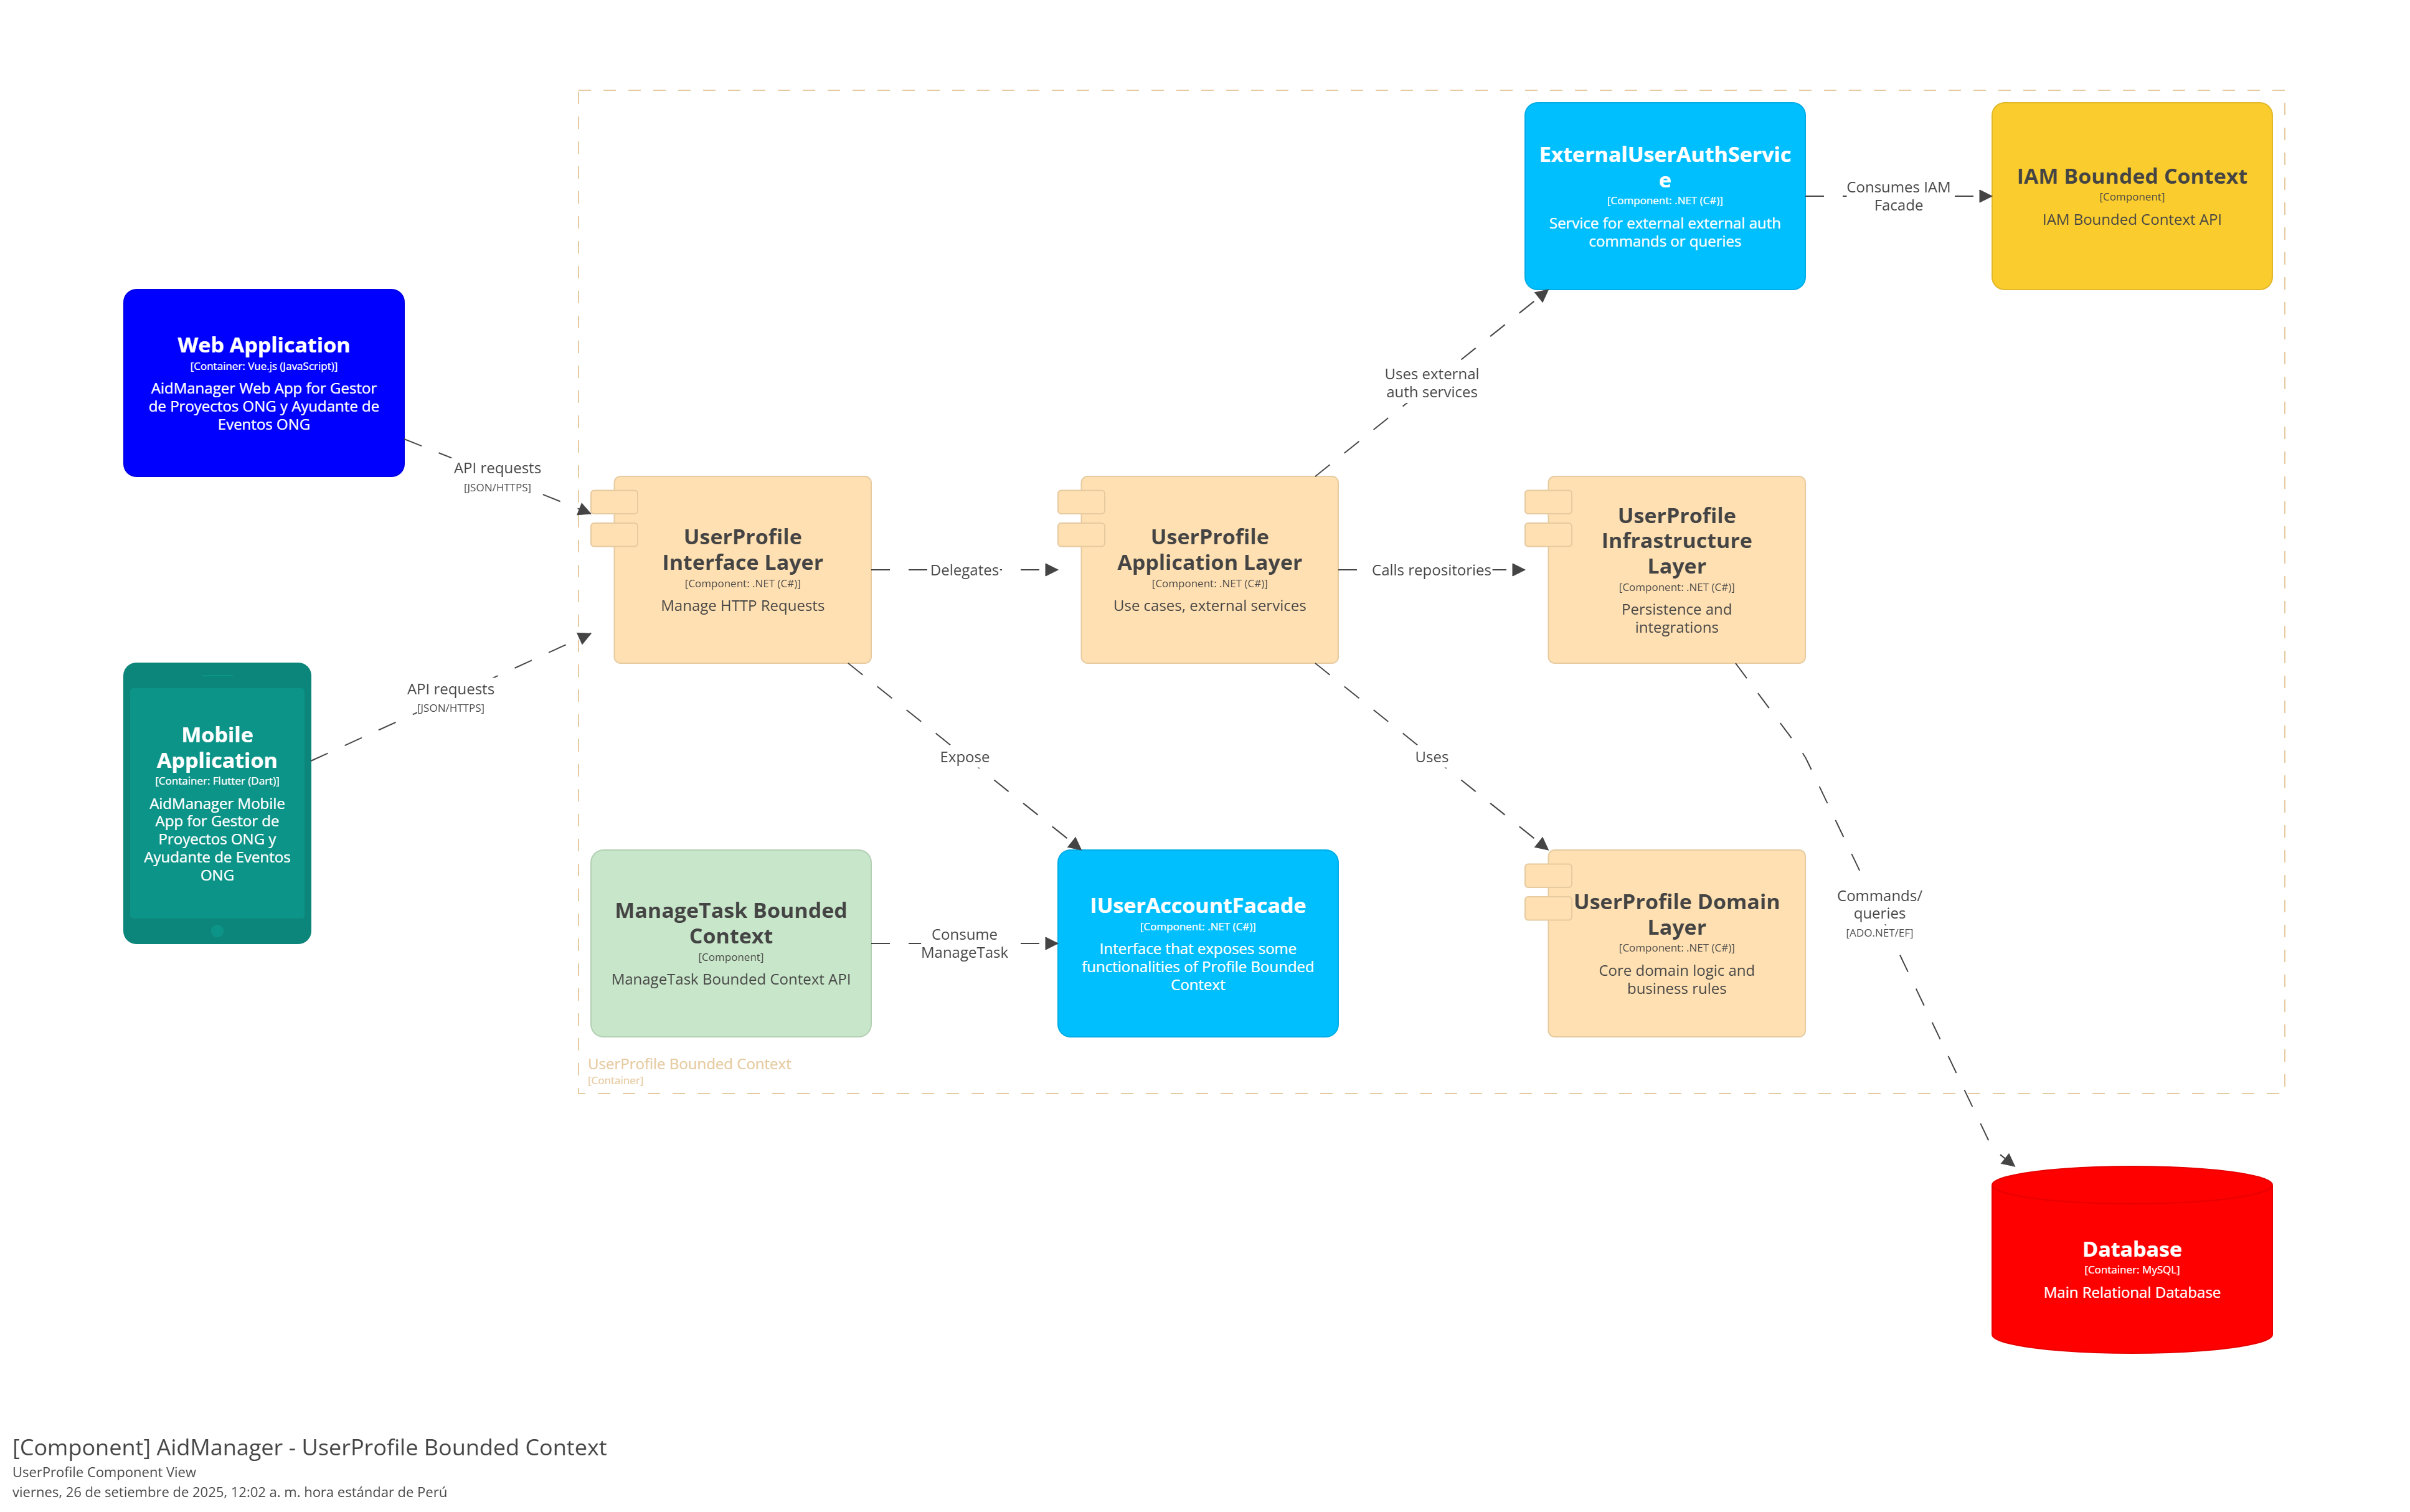 ExternalUserAuthServic
e
[Component: .NET (C#)]
Service for external external auth
commands or queries
Consumes IAM
Facade
IAM Bounded Context
[Component]
IAM Bounded Context API
Web Application
[Container: Vue.js (JavaScript)]
AidManager Web App for Gestor
de Proyectos ONG y Ayudante de
Eventos ONG
Uses external
auth services
API requests
[JSON/HTTPS]
UserProfile
Interface Layer
[Component: .NET (C#)]
Manage HTTP Requests
Delegates
UserProfile
Application Layer
[Component: .NET (C#)]
Use cases, external services
Calls repositories
UserProfile
Infrastructure
Layer
[Component: .NET (C#)]
Persistence and
integrations
API requests
[JSON/HTTPS]
Mobile
Application
[Container: Flutter (Dart)]
AidManager Mobile
App for Gestor de
Proyectos ONG y
Ayudante de Eventos
ONG
Expose
Uses
ManageTask Bounded
Context
[Component]
ManageTask Bounded Context API
Consume
ManageTask
IUserAccountFacade
[Component: .NET (C#)]
Interface that exposes some
functionalities of Profile Bounded
Context
UserProfile Domain
Layer
[Component: .NET (C#)]
Core domain logic and
business rules
Commands/
queries
[ADO.NET/EF]
UserProfile Bounded Context
[Container]
Database
[Container: MySQL]
Main Relational Database
[Component] AidManager - UserProfile Bounded Context
UserProfile Component View
viernes, 26 de setiembre de 2025, 12:02 a. m. hora estándar de Perú